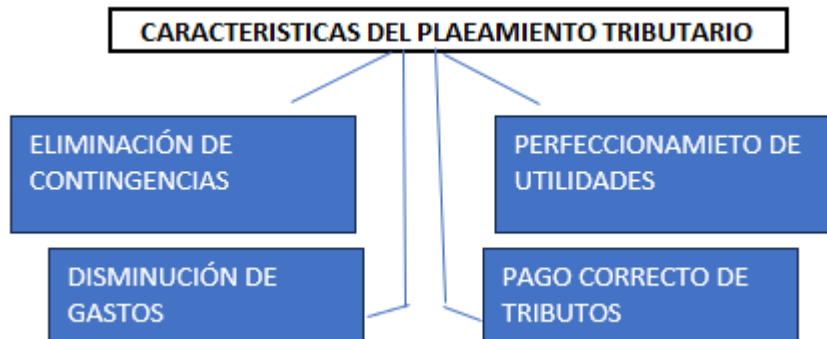 CARACTERISTICAS DEL PLAEAMIENTO TRIBUTARIO
ELIMINACIÓN DE
CONTINGENCIAS
PERFECCIONAMIETO DE
UTILIDADES
DISMINUCIÓN DE
GASTOS
PAGO CORRECTO DE
TRIBUTOS